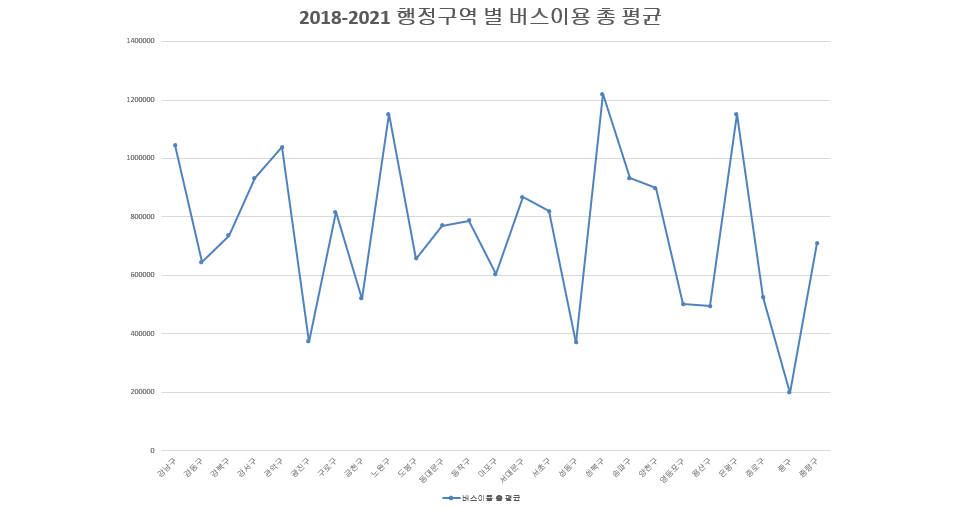 2018-2021 행정구역 별 버스이용 총 평균
1400000
1200000
1000000
800000
600000
400000
200000
0
강남구
강동구
강북구
강서구
관악구
광진구
구로구
금천구
노원구
도봉구
동대문구
동작구
마포구
서대문구
서초구
성동구
성북구
송파구
양천구
영등포구
용산구
은평구
종로구
중구
중랑구
버스이용 총 평균